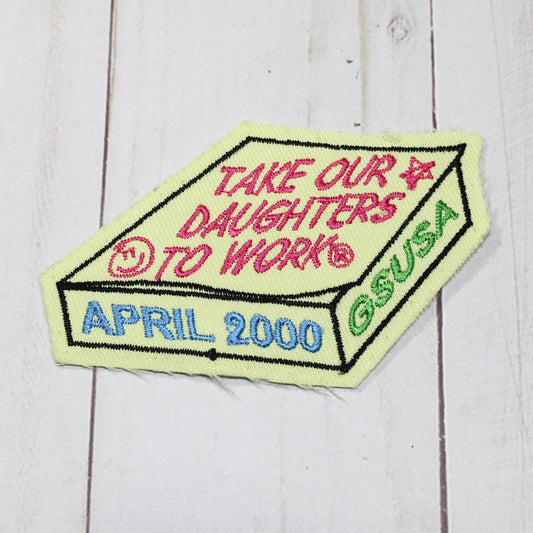 TAKE OUR
DAUGHTERS
TO WORK®
APRIL 2000
GSUSA